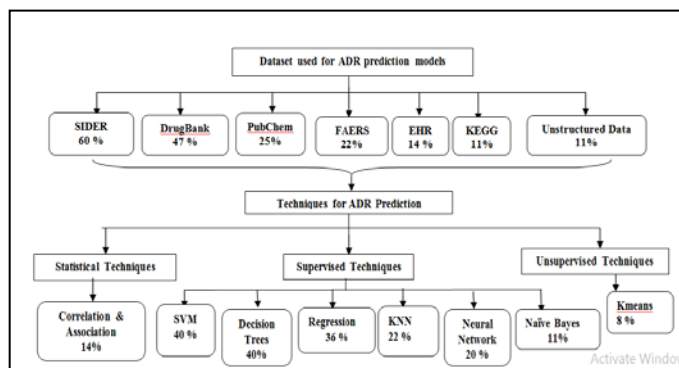 Dataset used for ADR prediction models
SIDER
60 %
DrugBank
47 %
PubChem
25%
FAERS
22%
EHR
14 %
KEGG
11%
Unstructured Data
11%
Techniques for ADR Prediction
Statistical Techniques
Supervised Techniques
Unsupervised Techniques
Correlation &
Association
14%
SVM
40 %
Decision
Trees
40%
Regression
36 %
KNN
22 %
Neural
Network
20 %
Naïve Bayes
11%
Kmeans
8 %
Activate Window